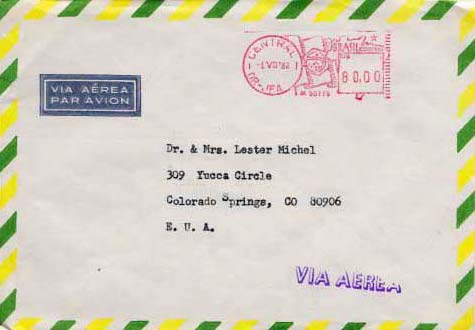 BRASIL
CENTRAL
80,00
VIA AÉREA
PAR AVION
Dr. & Mrs. Lester Michel
309 Yucca Circle
Colorado Springs, CO 80906
E. U. A.
VIA AEREA